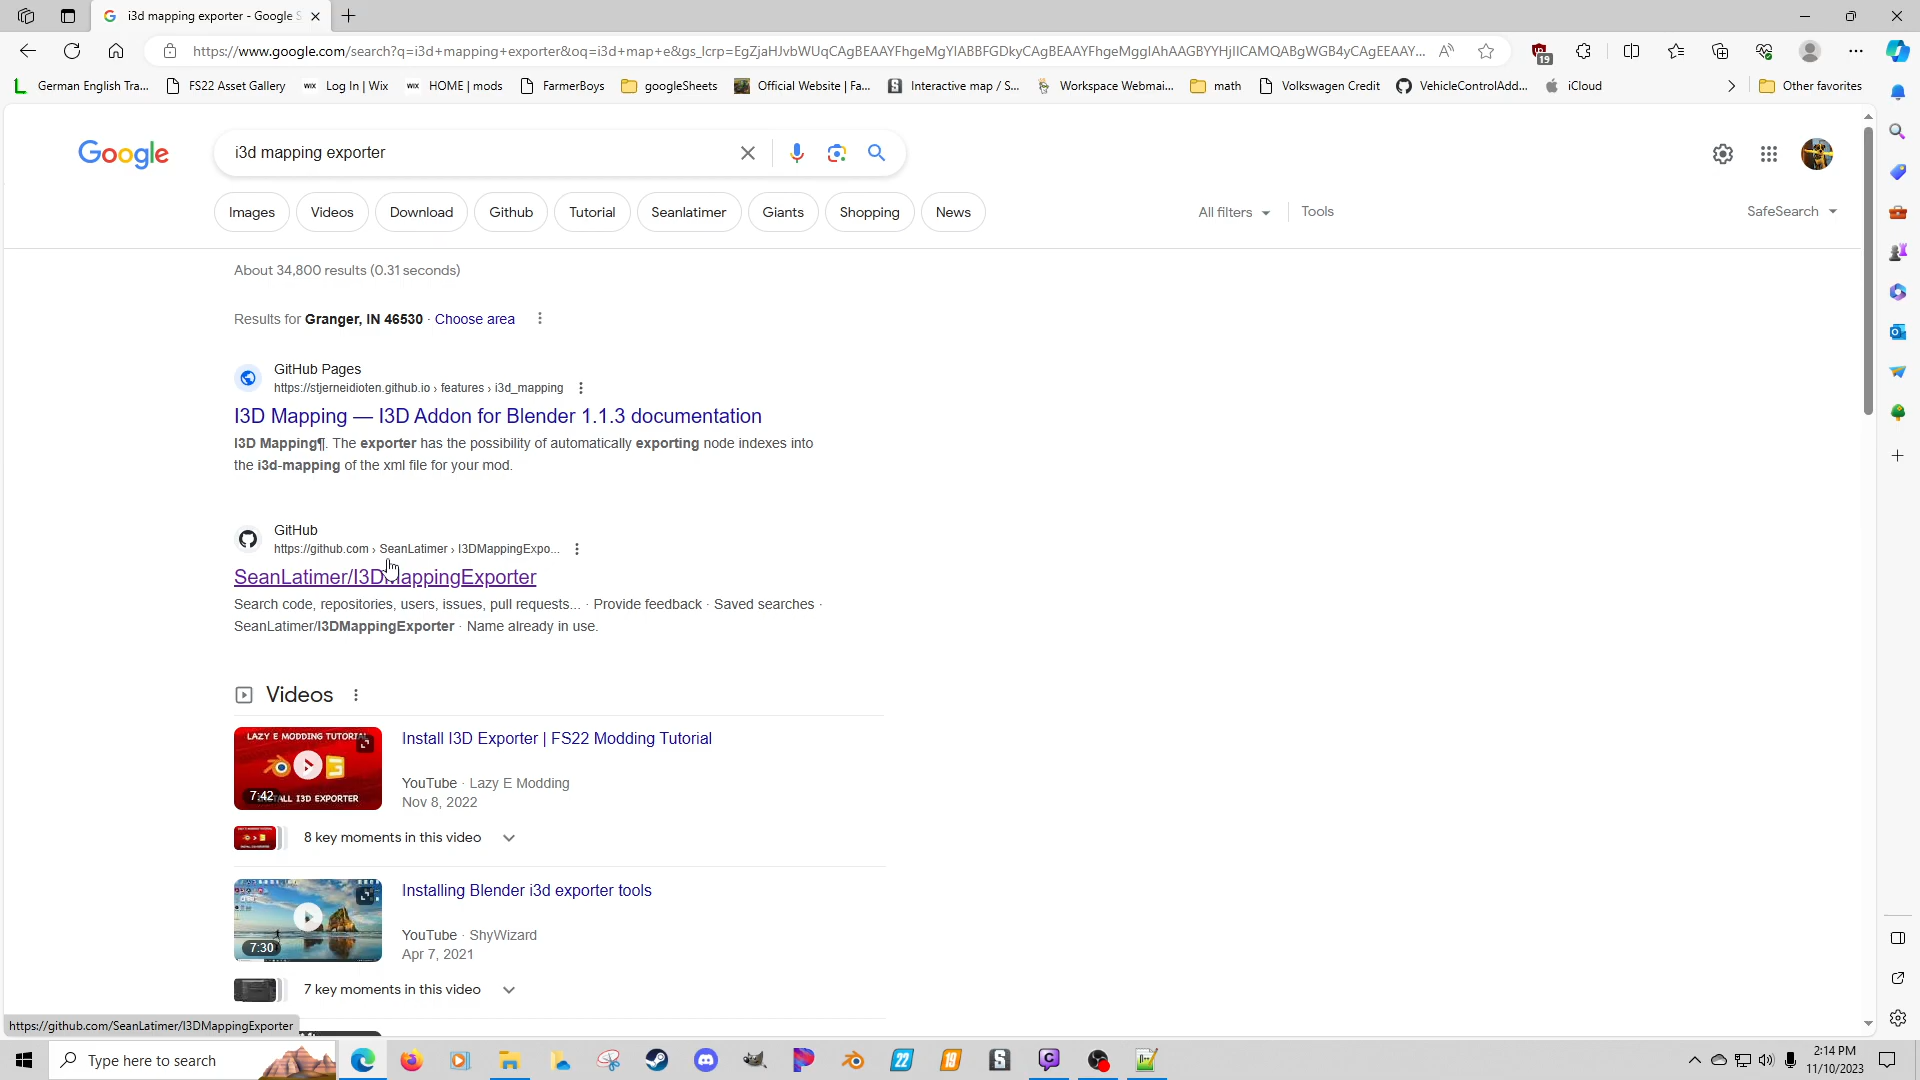 i3d mapping exporter - Google S
https://www.google.com/search?q=i3d+mapping+exporter&oq=i3d+map+e&gs_lcrp=EgZjaHJvbWUqCAgBEAAYFhgeMgYIABBFGDkyCAgBEAAYFhgeMggIAhAAGBYYHjIICAMQABgWGB4yCAgEEAAY...
19
German English Tra...
FS22 Asset Gallery
WIX Log In | Wix
WIX HOME | mods
FarmerBoys
googleSheets
Official Website | Fa...
Interactive map / S...
Workspace Webmai...
math
Volkswagen Credit
VehicleControlAdd...
iCloud
Other favorites
Google
i3d mapping exporter
Images
Videos
Download
Github
Tutorial
Seanlatimer
Giants
Shopping
News
All filters
Tools
SafeSearch
About 34,800 results (0.31 seconds)
Results for Granger, IN 46530 · Choose area
GitHub Pages
https://stjerneidioten.github.io › features › i3d_mapping
I3D Mapping — I3D Addon for Blender 1.1.3 documentation
I3D Mapping¶. The exporter has the possibility of automatically exporting node indexes into
the i3d-mapping of the xml file for your mod.
GitHub
https://github.com › SeanLatimer › I3DMappingExpo...
SeanLatimer/I3DMappingExporter
Search code, repositories, users, issues, pull requests... · Provide feedback · Saved searches ·
SeanLatimer/I3DMappingExporter · Name already in use.
Videos
LAZY E MODDING TUTORIAL
7:42
ALL I3D EXPORTER
Install I3D Exporter | FS22 Modding Tutorial
YouTube · Lazy E Modding
Nov 8, 2022
8 key moments in this video
7:30
Installing Blender i3d exporter tools
YouTube · ShyWizard
Apr 7, 2021
7 key moments in this video
https://github.com/SeanLatimer/I3DMappingExporter
Type here to search
22
19
2:14 PM
11/10/2023